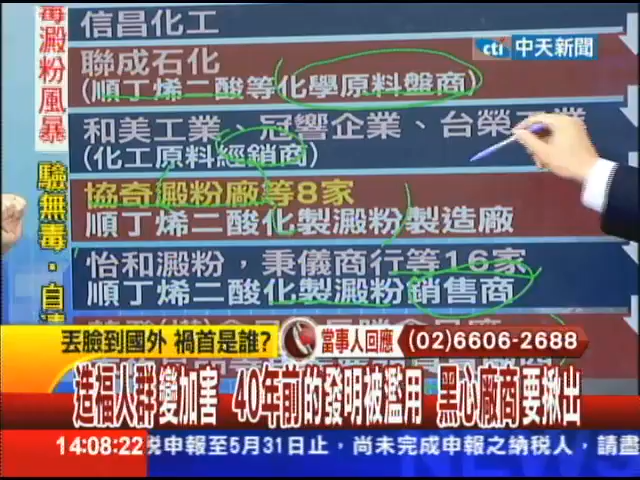 毒澱粉風暴
驗無毒·自清
信昌化工
cti 中天新聞
聯成石化
(順丁烯二酸等化學原料盤商)
和美工業、冠響企業、台榮工業
(化工原料經銷商)
協奇澱粉廠等8家
順丁烯二酸化製澱粉製造廠
怡和澱粉，秉儀商行等16家
順丁烯二酸化製澱粉銷售商
丟臉到國外 禍首是誰?
當事人回應 (02)6606-2688
造福人群變加害 40年前的發明被濫用 黑心廠商要揪出
14:08:22 稅申報至5月31日止，尚未完成申報之納稅人，請盡